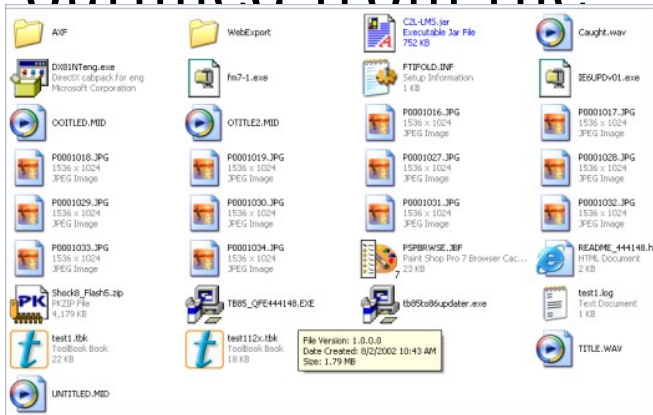 AXF
WebExport
C2L-LMS.jar
Executable Jar File
752 KB
Caught.wav
DX81NTeng.exe
DirectX cabpack for eng
Microsoft Corporation
fm7-1.exe
FTIFOLD.INF
Setup Information
1 KB
IE6UPDv01.exe
OOITLED.MID
OTITLE2.MID
P0001016.JPG
1536 x 1024
JPEG Image
P0001017.JPG
1536 x 1024
JPEG Image
P0001018.JPG
1536 x 1024
JPEG Image
P0001019.JPG
1536 x 1024
JPEG Image
P0001027.JPG
1536 x 1024
JPEG Image
P0001028.JPG
1536 x 1024
JPEG Image
P0001029.JPG
1536 x 1024
JPEG Image
P0001030.JPG
1536 x 1024
JPEG Image
P0001031.JPG
1536 x 1024
JPEG Image
P0001032.JPG
1536 x 1024
JPEG Image
P0001033.JPG
1536 x 1024
JPEG Image
P0001034.JPG
1536 x 1024
JPEG Image
7
PSPBRWSE.JBF
Paint Shop Pro 7 Browser Cac...
23 KB
README_444148.h
HTML Document
2 KB
PK
Shock8_Flash5.zip
PKZIP File
4,179 KB
TB85_QFE444148.EXE
tb85to86updater.exe
test1.log
Text Document
1 KB
test1.tbk
ToolBook Book
22 KB
test112x.tbk
ToolBook Book
18 KB
File Version: 1.0.0.0
Date Created: 8/2/2002 10:43 AM
Size: 1.79 MB
TITLE.WAV
UNTITLED.MID